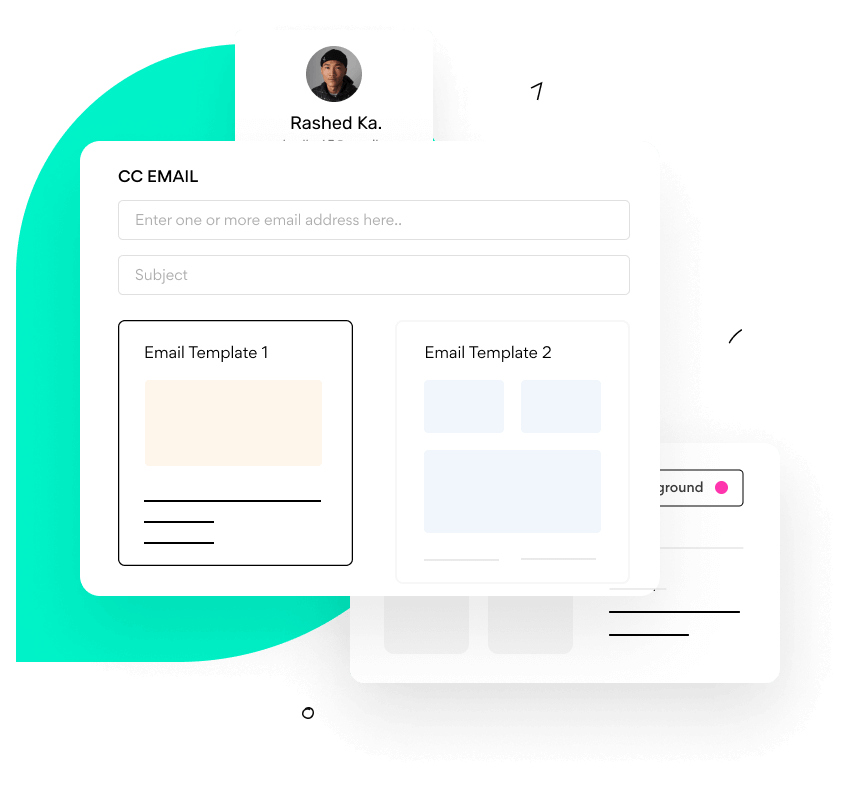 Rashed Ka.
CC EMAIL
Enter one or more email address here..
Subject
Email Template 1
Email Template 2
ground